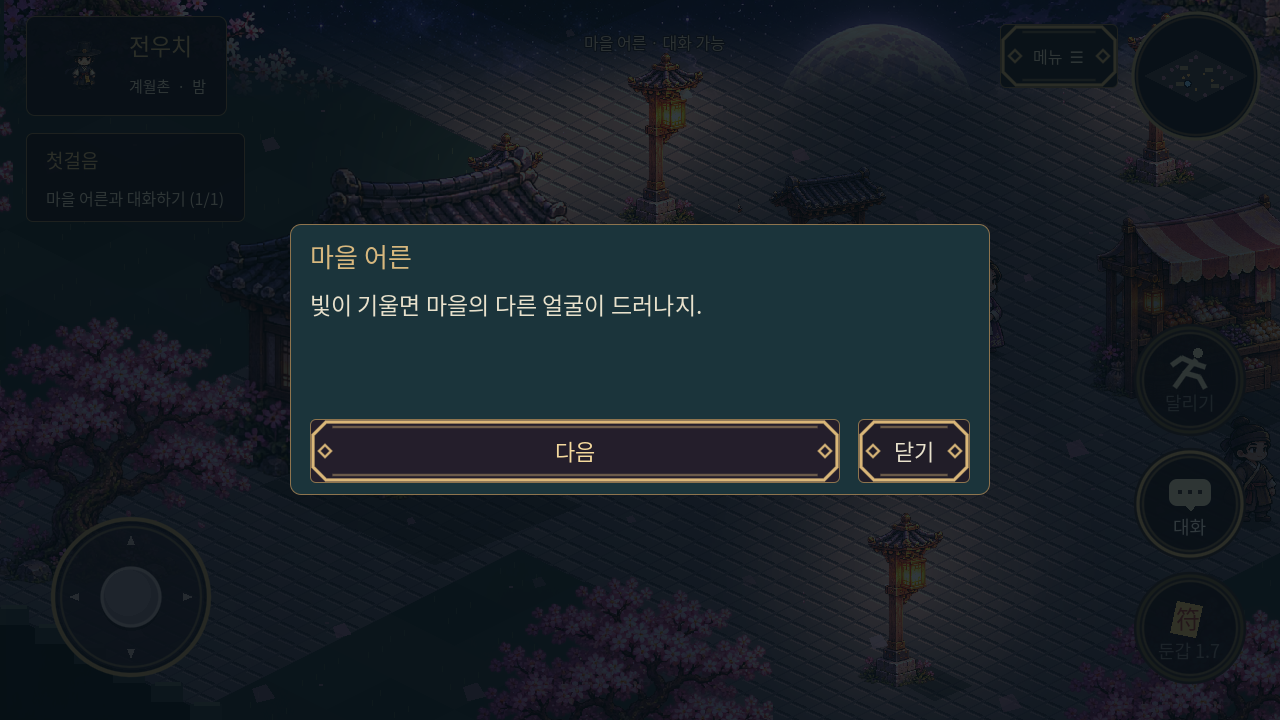 전우치
계월촌 · 밤
마을 어른 · 대화 가능
메뉴 ☰
첫걸음
마을 어른과 대화하기 (1/1)
마을 어른
빛이 기울면 마을의 다른 얼굴이 드러나지.
다음
닫기
달리기
대화
符
둔갑 1.7